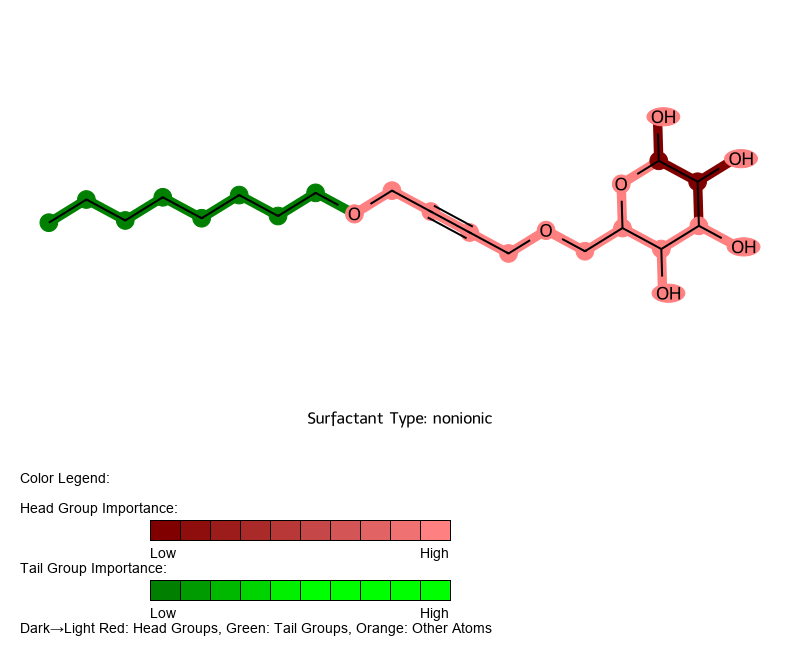 OH
OH
O
O
O
OH
OH
Surfactant Type: nonionic
Color Legend:
Head Group Importance:
Low High
Tail Group Importance:
Low High
Dark→Light Red: Head Groups, Green: Tail Groups, Orange: Other Atoms